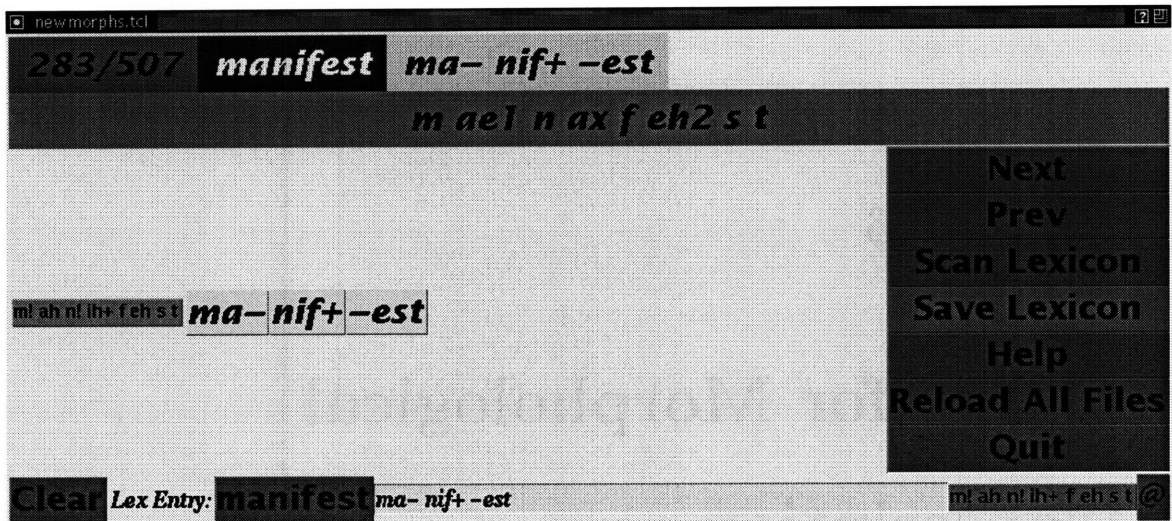 newmorphs.tcl ?
283/507 manifest ma– nif+ –est
m ae1 n ax f eh2 s t
Next
Prev
Scan Lexicon
m! ah n! ih+ f eh s t ma– nif+ –est
Save Lexicon
Help
Reload All Files
Quit
Clear Lex Entry: manifest ma– nif+ –est m! ah n! ih+ f eh s t @